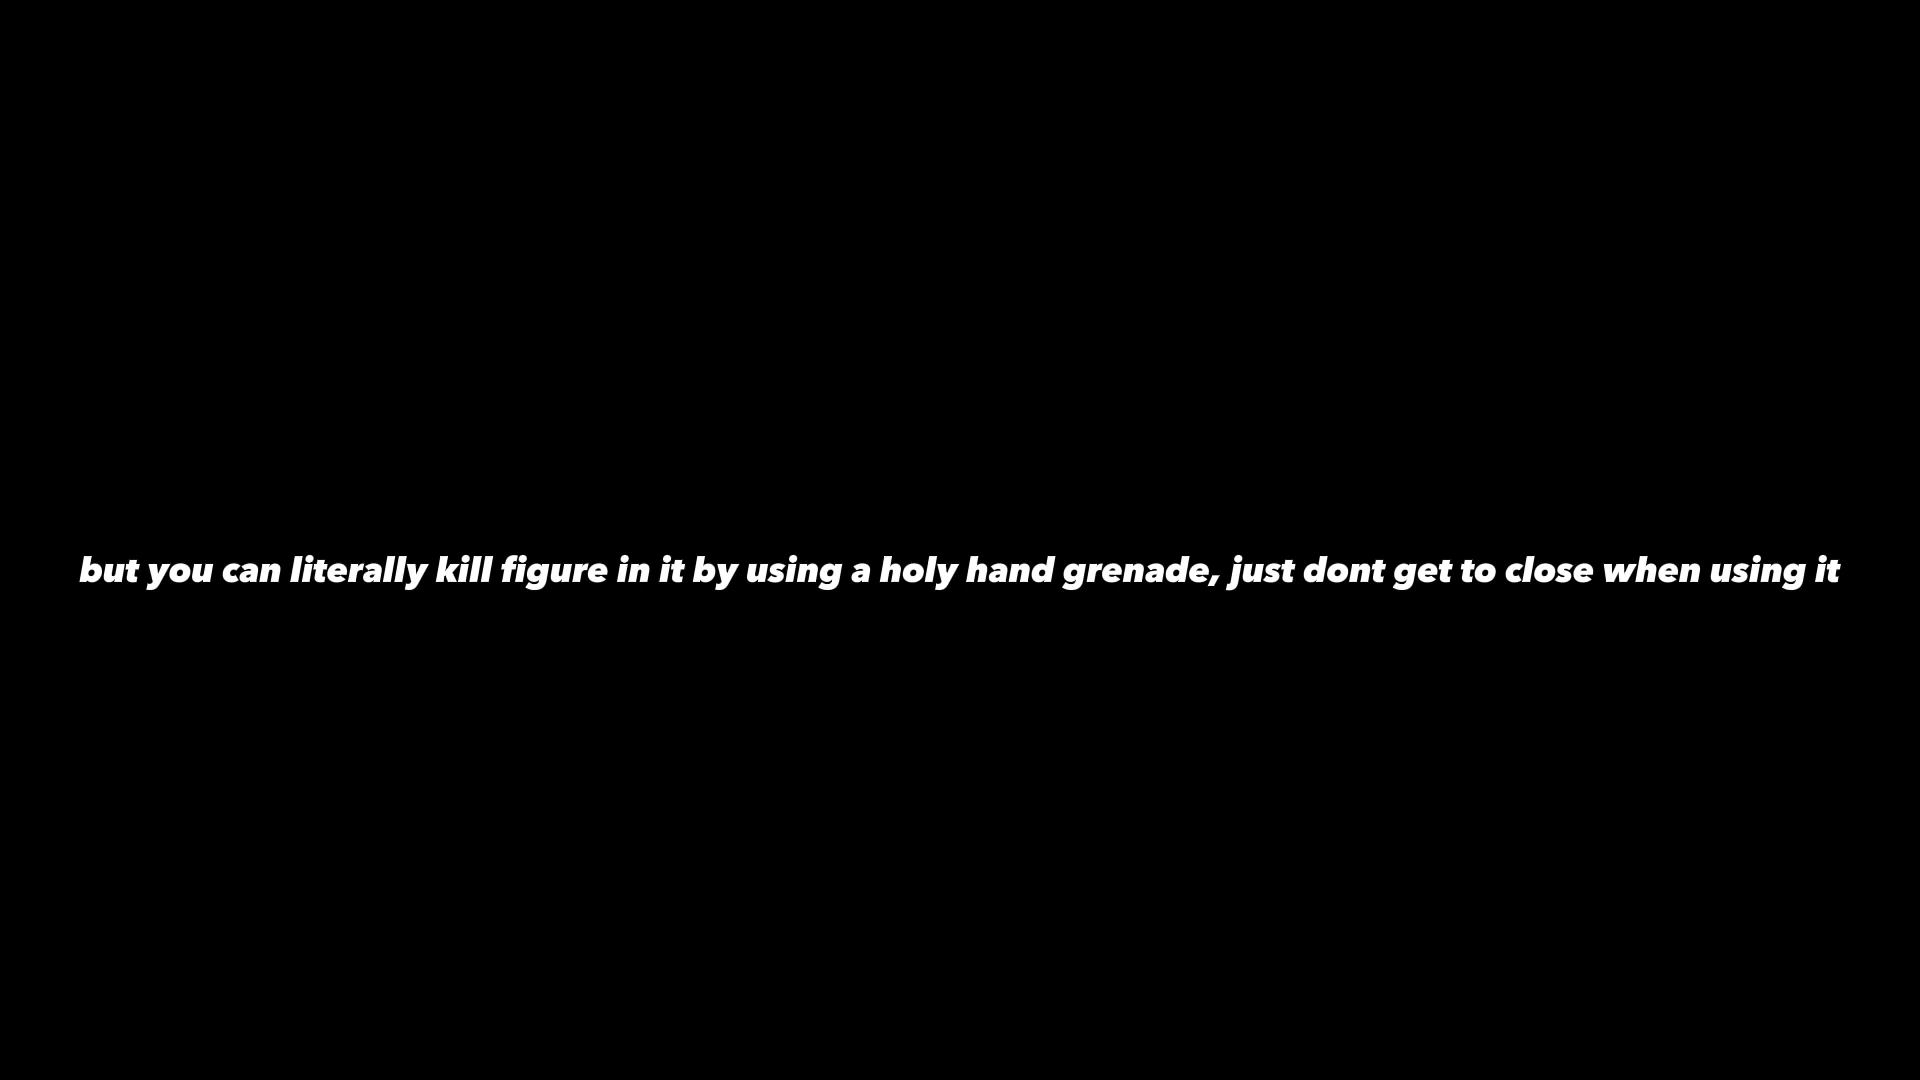 but you can literally kill figure in it by using a holy hand grenade, just dont get to close when using it